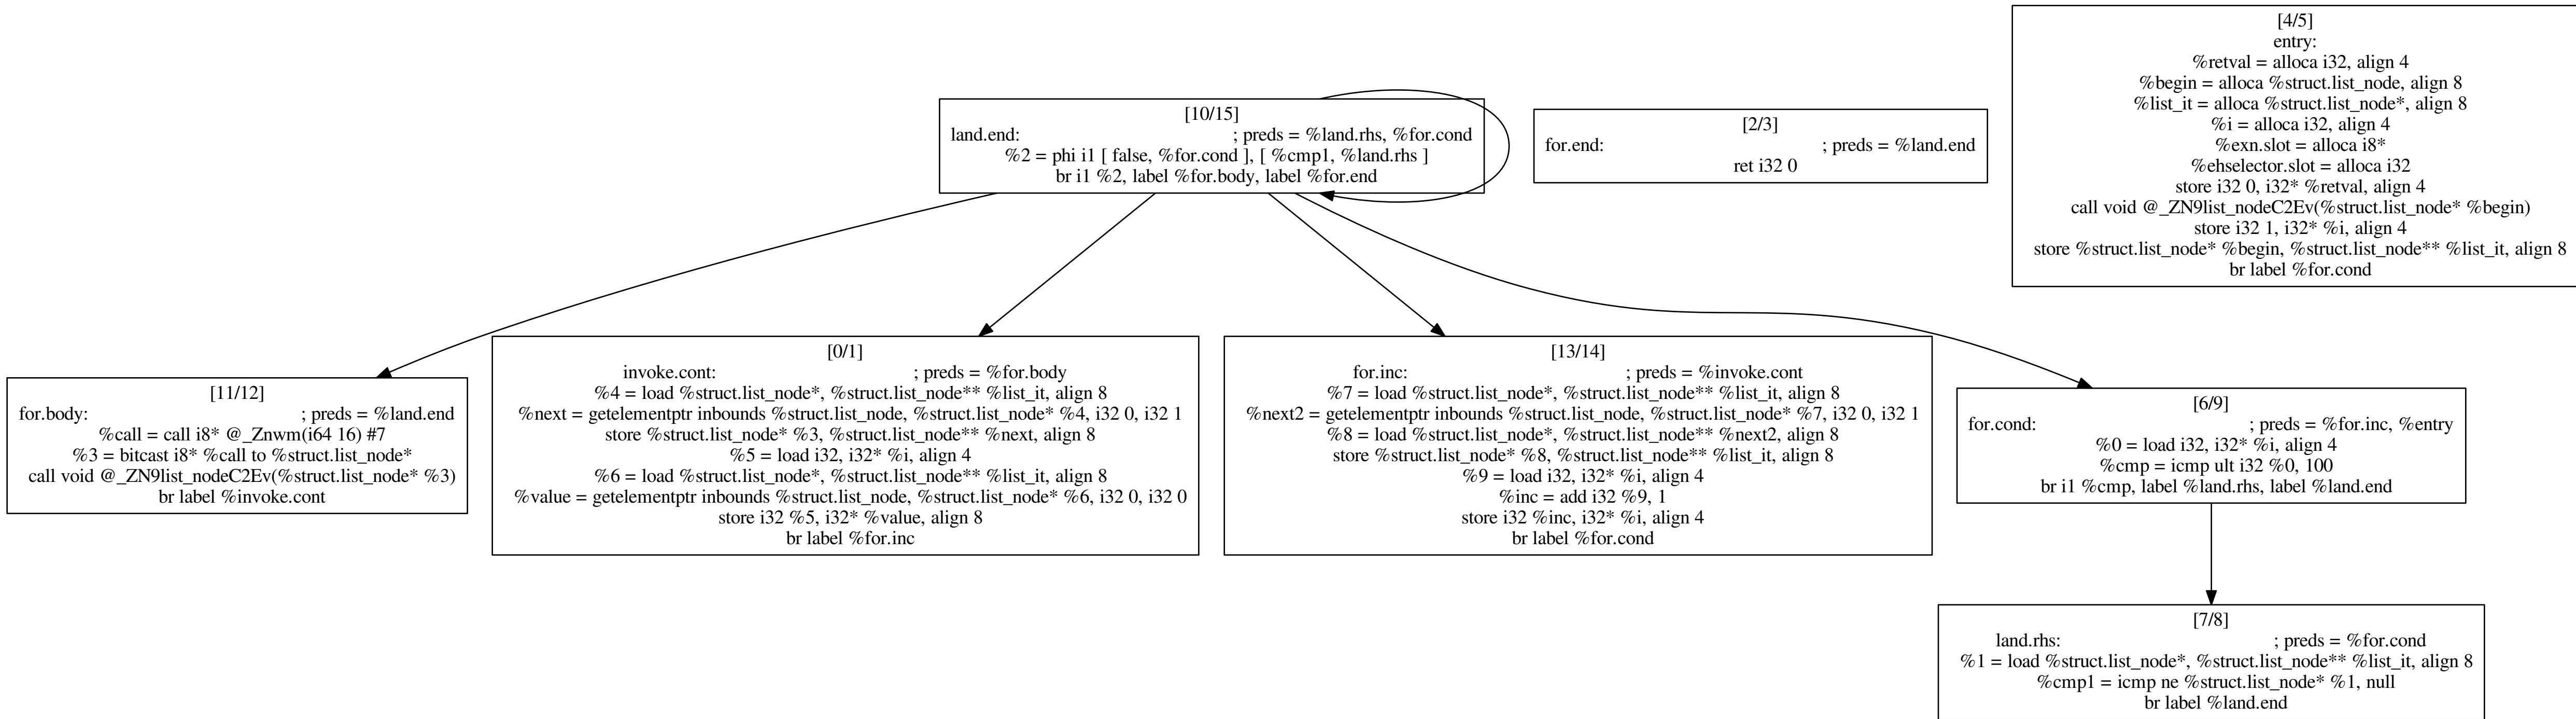 [4/5]
entry:
%retval = alloca i32, align 4
%begin = alloca %struct.list_node, align 8
%list_it = alloca %struct.list_node*, align 8
%i = alloca i32, align 4
%exn.slot = alloca i8*
%ehselector.slot = alloca i32
store i32 0, i32* %retval, align 4
call void @_ZN9list_nodeC2Ev(%struct.list_node* %begin)
store i32 1, i32* %i, align 4
store %struct.list_node* %begin, %struct.list_node** %list_it, align 8
br label %for.cond
[10/15]
land.end: ; preds = %land.rhs, %for.cond
%2 = phi i1 [ false, %for.cond ], [ %cmp1, %land.rhs ]
br i1 %2, label %for.body, label %for.end
[2/3]
for.end: ; preds = %land.end
ret i32 0
[11/12]
for.body: ; preds = %land.end
%call = call i8* @_Znwm(i64 16) #7
%3 = bitcast i8* %call to %struct.list_node*
call void @_ZN9list_nodeC2Ev(%struct.list_node* %3)
br label %invoke.cont
[0/1]
invoke.cont: ; preds = %for.body
%4 = load %struct.list_node*, %struct.list_node** %list_it, align 8
%next = getelementptr inbounds %struct.list_node, %struct.list_node* %4, i32 0, i32 1
store %struct.list_node* %3, %struct.list_node** %next, align 8
%5 = load i32, i32* %i, align 4
%6 = load %struct.list_node*, %struct.list_node** %list_it, align 8
%value = getelementptr inbounds %struct.list_node, %struct.list_node* %6, i32 0, i32 0
store i32 %5, i32* %value, align 8
br label %for.inc
[13/14]
for.inc: ; preds = %invoke.cont
%7 = load %struct.list_node*, %struct.list_node** %list_it, align 8
%next2 = getelementptr inbounds %struct.list_node, %struct.list_node* %7, i32 0, i32 1
%8 = load %struct.list_node*, %struct.list_node** %next2, align 8
store %struct.list_node* %8, %struct.list_node** %list_it, align 8
%9 = load i32, i32* %i, align 4
%inc = add i32 %9, 1
store i32 %inc, i32* %i, align 4
br label %for.cond
[6/9]
for.cond: ; preds = %for.inc, %entry
%0 = load i32, i32* %i, align 4
%cmp = icmp ult i32 %0, 100
br i1 %cmp, label %land.rhs, label %land.end
[7/8]
land.rhs: ; preds = %for.cond
%1 = load %struct.list_node*, %struct.list_node** %list_it, align 8
%cmp1 = icmp ne %struct.list_node* %1, null
br label %land.end